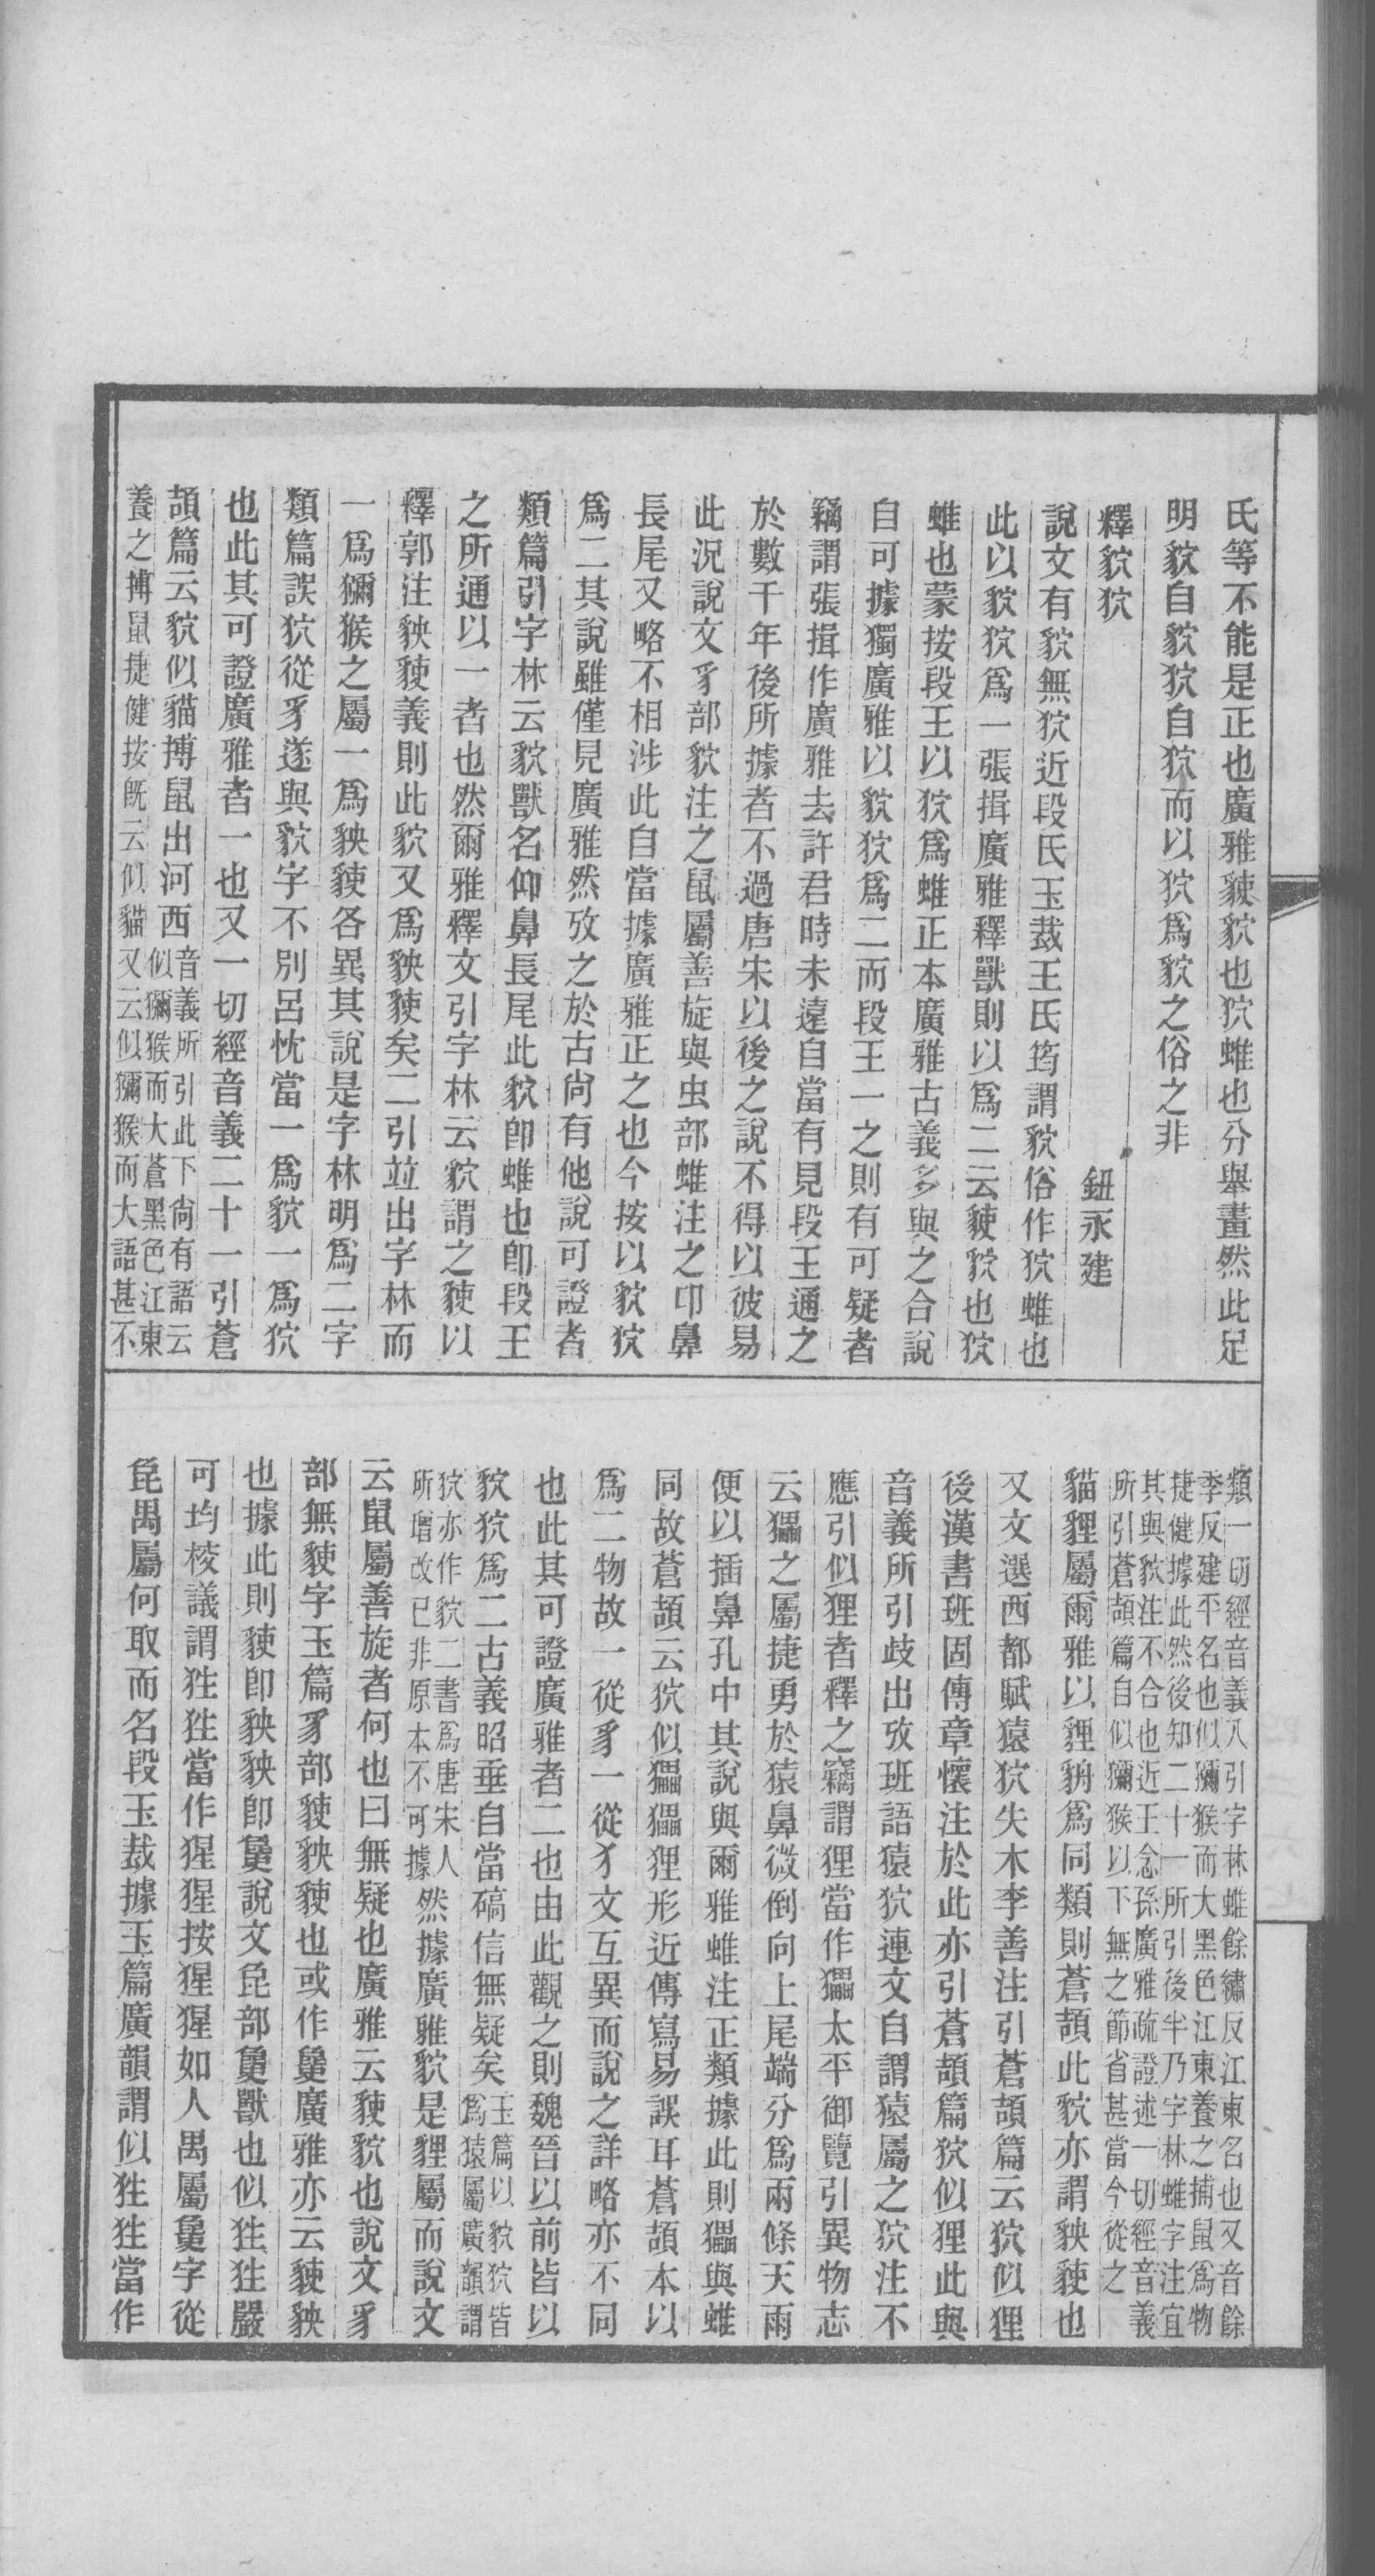 氏等不能是正也廣雅貗貁也狖蜼也分舉畫然此足
明貁自貁狖自狖而以狖爲貁之俗之非
釋貁狖
鈕永建
說文有貁無狖近段氏玉裁王氏筠謂貁俗作狖蜼也
此以貁狖爲一張揖廣雅釋獸則以爲二云貗貁也狖
蜼也蒙按段王以狖爲蜼正本廣雅古義多與之合說
自可據獨廣雅以貁狖爲二而段王一之則有可疑者
竊謂張揖作廣雅去許君時未遠自當有見段王通之
於數千年後所據者不過唐宋以後之說不得以彼易
此況說文豸部貁注之鼠屬善旋與虫部蜼注之卬鼻
長尾又略不相涉此自當據廣雅正之也今按以貁狖
爲二其說雖僅見廣雅然攷之於古尙有他說可證者
類篇引字林云貁獸名仰鼻長尾此貁卽蜼也卽段王
之所通以一者也然爾雅釋文引字林云貁謂之貗以
釋郭注𧲱貗義則此貁又爲𧲱貗矣二引竝出字林而
一爲獼猴之屬一爲𧲱貗各異其說是字林明爲二字
類篇誤狖從豸遂與貁字不別呂忱當一爲貁一爲狖
也此其可證廣雅者一也又一切經音義二十一引蒼
頡篇云貁似貓搏鼠出河西音義所引此下尙有語云
似獼猴而大蒼黑色江東
養之搏鼠捷健按旣云似貓又云似獼猴而大語甚不
類一切經音義八引字林蜼餘繡反江東名也又音餘
季反建平名也似獼猴而大黑色江東養之捕鼠爲物
捷健據此然後知二十一所引後半乃字林蜼字注宜
其與貁注不合也近王念孫廣雅疏證述一切經音義
所引蒼頡篇自似獼猴以下無之節省甚當今從之
貓貍屬爾雅以貍貈爲同類則蒼頡此貁亦謂𧲱貗也
又文選西都賦猿狖失木李善注引蒼頡篇云狖似狸
後漢書班固傳章懷注於此亦引蒼頡篇狖似狸此與
音義所引歧出攷班語猿狖連文自謂猿屬之狖注不
應引似狸者釋之竊謂狸當作猵太平御覽引異物志
云猵之屬捷勇於猿鼻微倒向上尾端分爲兩條天雨
便以插鼻孔中其說與爾雅蜼注正類據此則猵與蜼
同故蒼頡云狖似猵猵狸形近傳寫易誤耳蒼頡本以
爲二物故一從豸一從犭文互異而說之詳略亦不同
也此其可證廣雅者二也由此觀之則魏晉以前皆以
貁狖爲二古義昭垂自當碻信無疑矣玉篇以貁狖皆
爲猿屬廣韻謂
狖亦作貁二書爲唐宋人
所增改已非原本不可據然據廣雅貁是貍屬而說文
云鼠屬善旋者何也曰無疑也廣雅云貗貁也說文豸
部無貗字玉篇豸部貗𧲱貗也或作㚟廣雅亦云貗𧲱
也據此則貗卽𧲱𧲱卽㚟說文㲋部㚟獸也似狌狌嚴
可均校議謂狌狌當作猩猩按猩猩如人禺屬㚟字從
㲋禺屬何取而名段玉裁據玉篇廣韻謂似狌狌當作